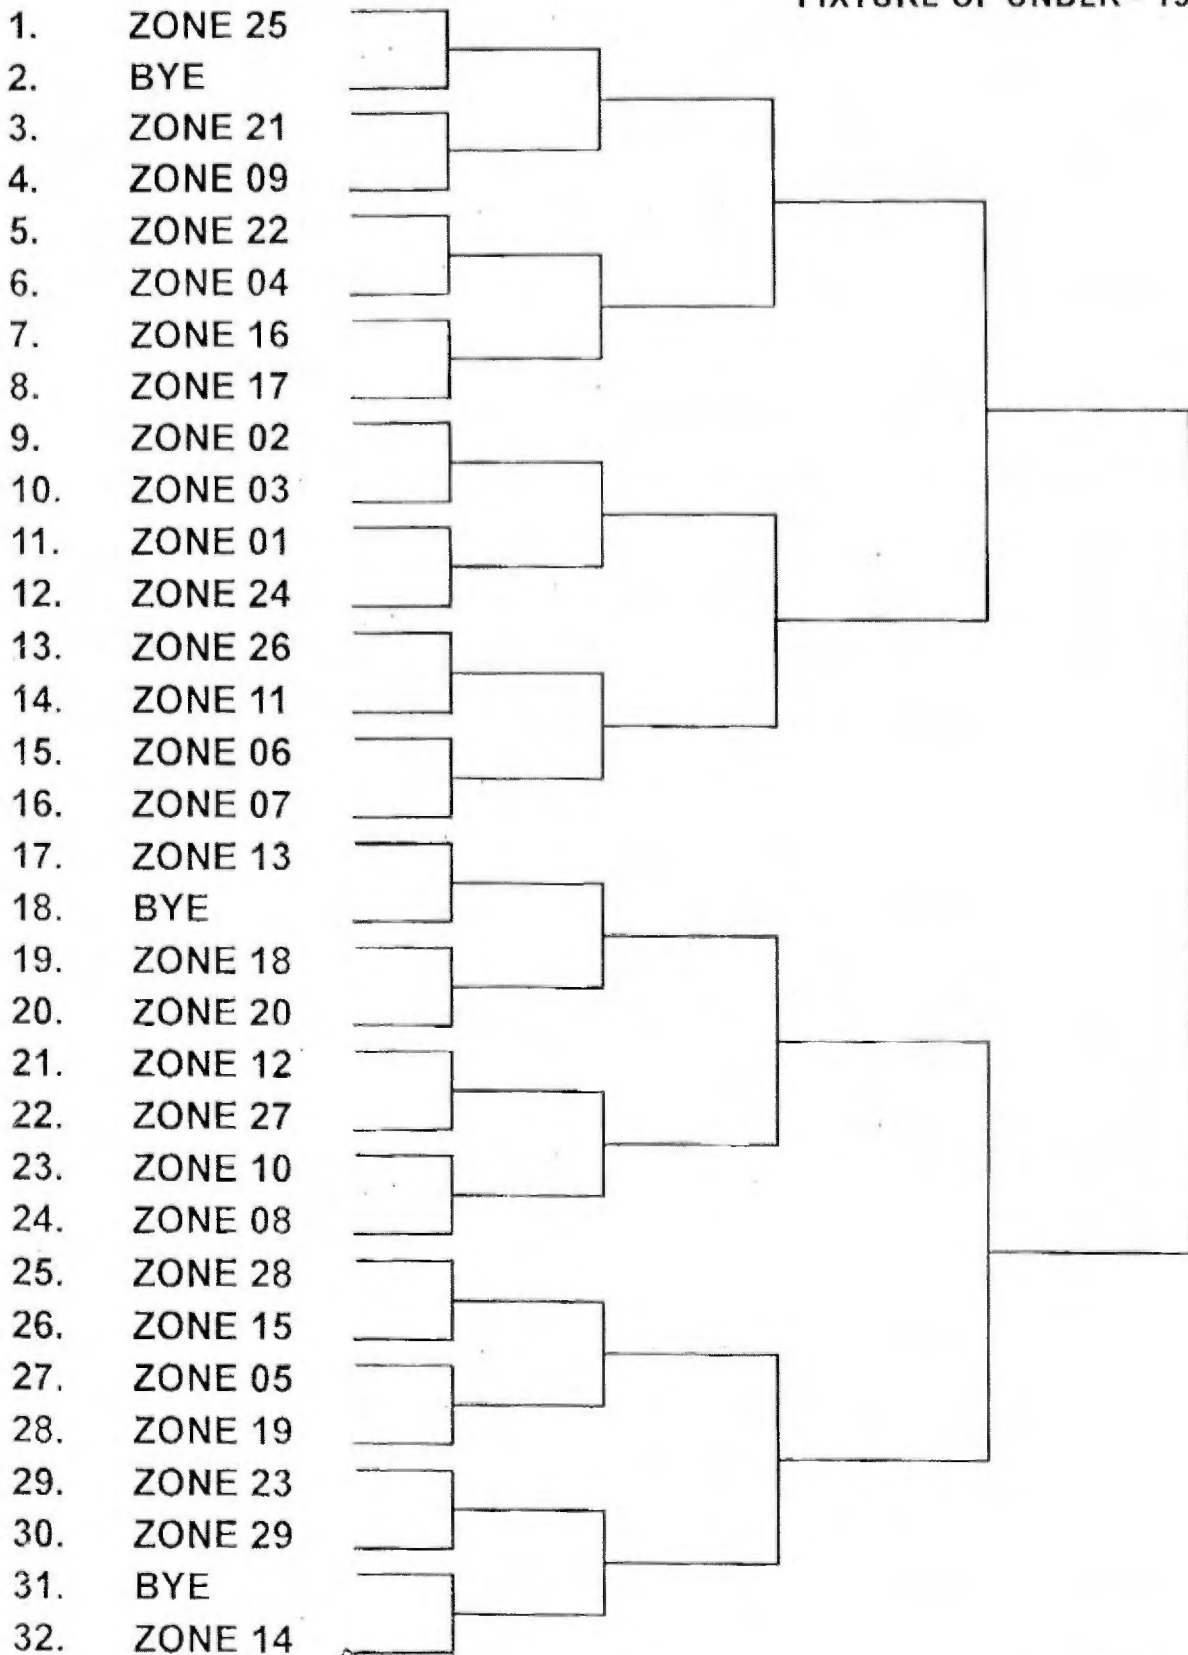 FIXTURE OF UNDER - 19
1. ZONE 25
2. BYE
3. ZONE 21
4. ZONE 09
5. ZONE 22
6. ZONE 04
7. ZONE 16
8. ZONE 17
9. ZONE 02
10. ZONE 03
11. ZONE 01
12. ZONE 24
13. ZONE 26
14. ZONE 11
15. ZONE 06
16. ZONE 07
17. ZONE 13
18. BYE
19. ZONE 18
20. ZONE 20
21. ZONE 12
22. ZONE 27
23. ZONE 10
24. ZONE 08
25. ZONE 28
26. ZONE 15
27. ZONE 05
28. ZONE 19
29. ZONE 23
30. ZONE 29
31. BYE
32. ZONE 14